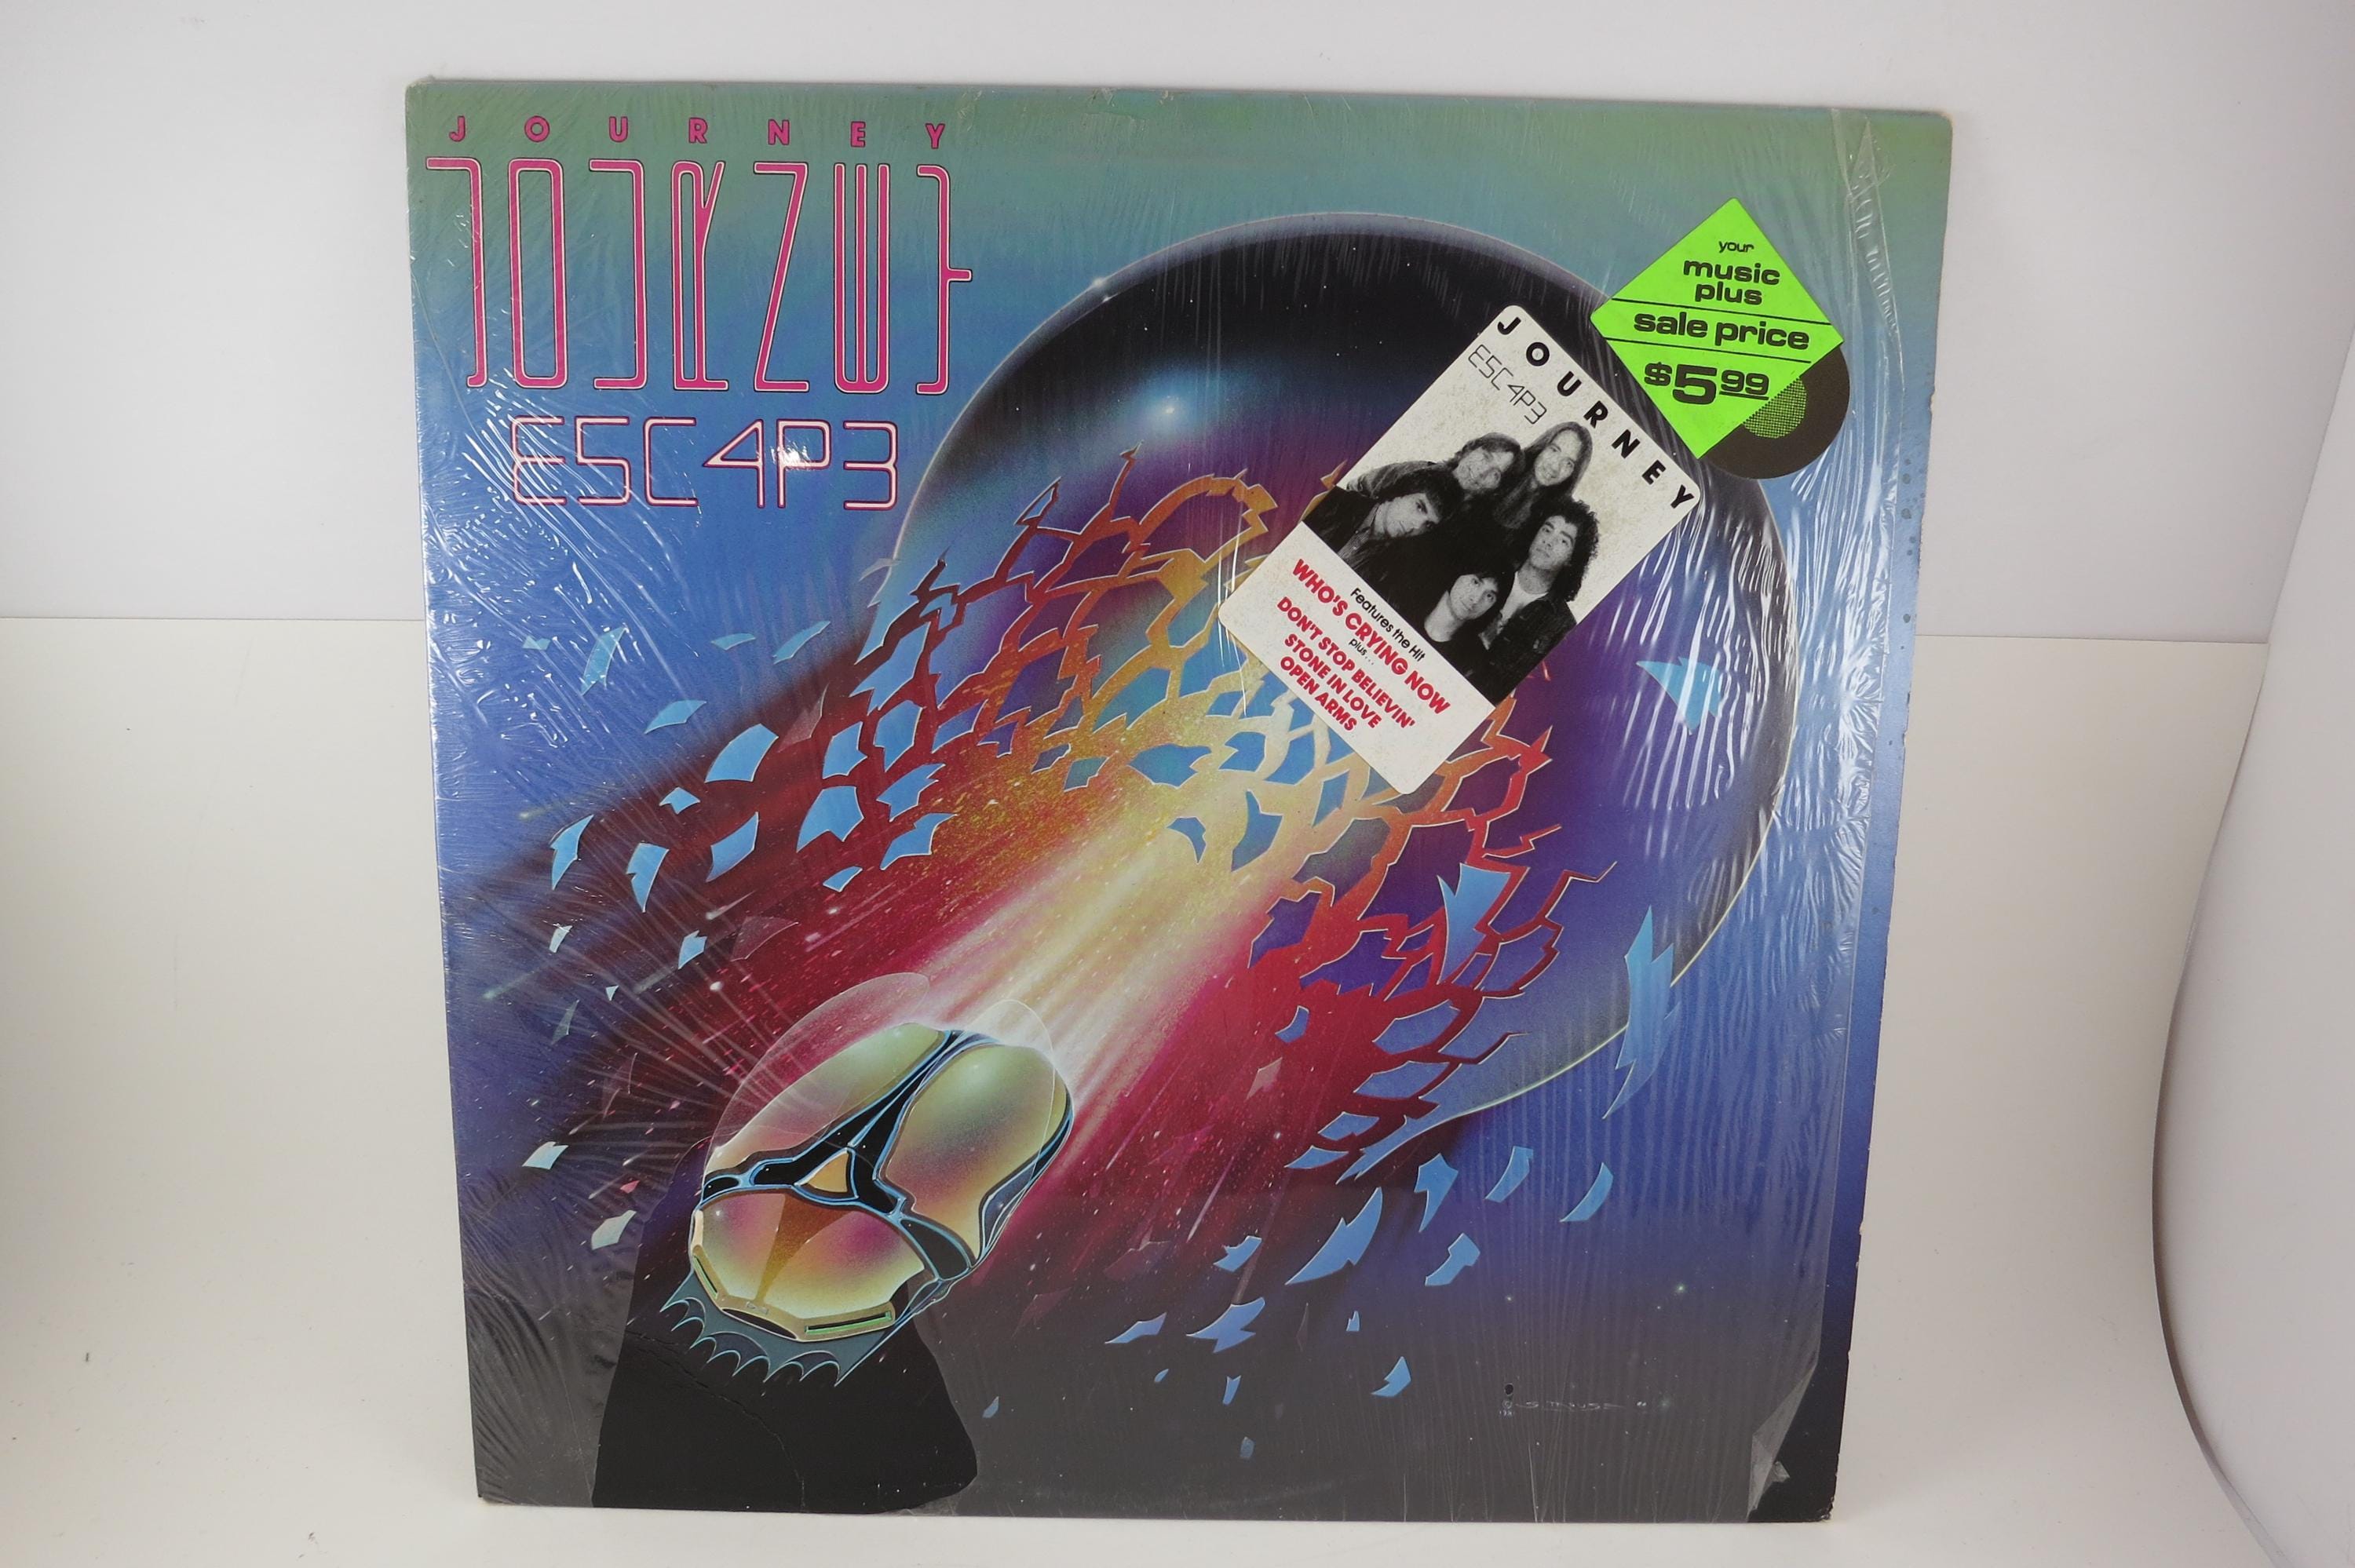 JOURNEY
ESC4P3
your
music
plus
sale price
$5.99
JOURNEY
ESC4P3
Features the Hit
WHO'S CRYING NOW
plus...
DON'T STOP BELIEVIN'
STONE IN LOVE
OPEN ARMS